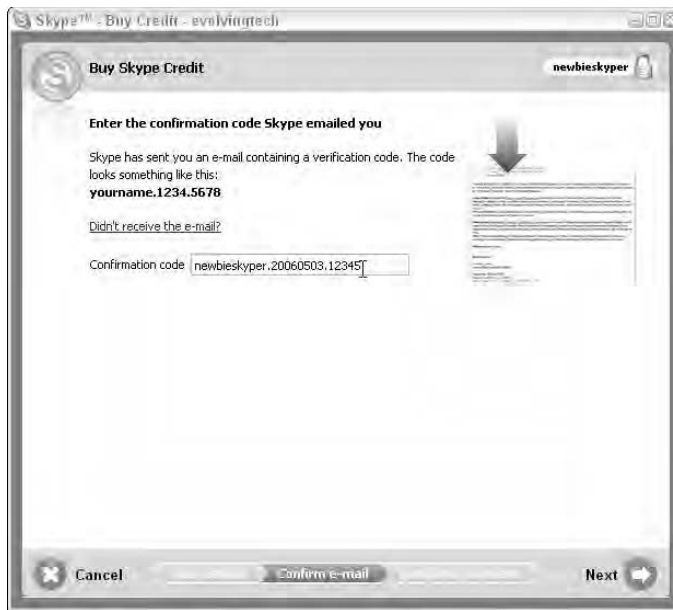 Skype™ - Buy Credit - evolvingtech
Buy Skype Credit
newbieskyper
Enter the confirmation code Skype emailed you
Skype has sent you an e-mail containing a verification code. The code
looks something like this:
yourname.1234.5678
Didn't receive the e-mail?
Confirmation code newbieskyper.20060503.12345
Cancel
Confirm e-mail
Next